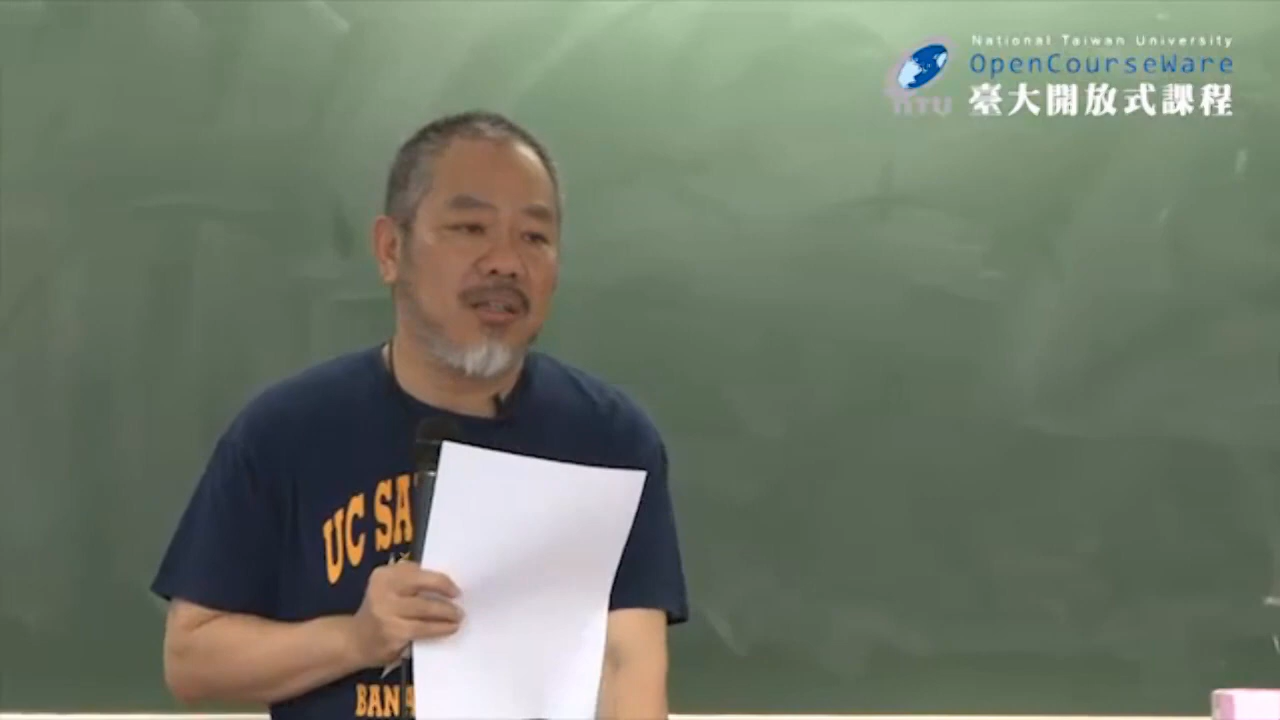 National Taiwan University
OpenCourseWare
臺大開放式課程
NTU
UC SA
BAN